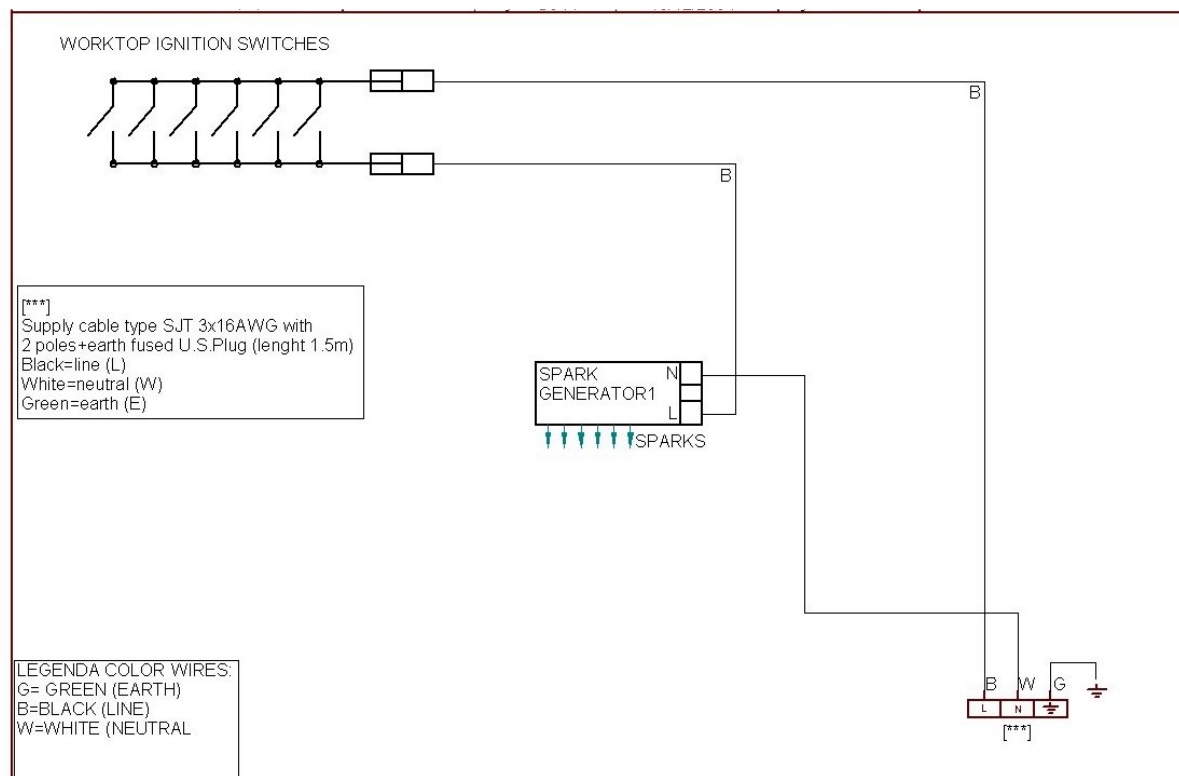 WORKTOP IGNITION SWITCHES
B
B
[***]
Supply cable type SJT 3x16AWG with
2 poles+earth fused U.S.Plug (lenght 1.5m)
Black=line (L)
White=neutral (W)
Green=earth (E)
SPARK N
GENERATOR1
L
SPARKS
LEGENDA COLOR WIRES:
G= GREEN (EARTH)
B=BLACK (LINE)
W=WHITE (NEUTRAL
B W G
L N
[***]